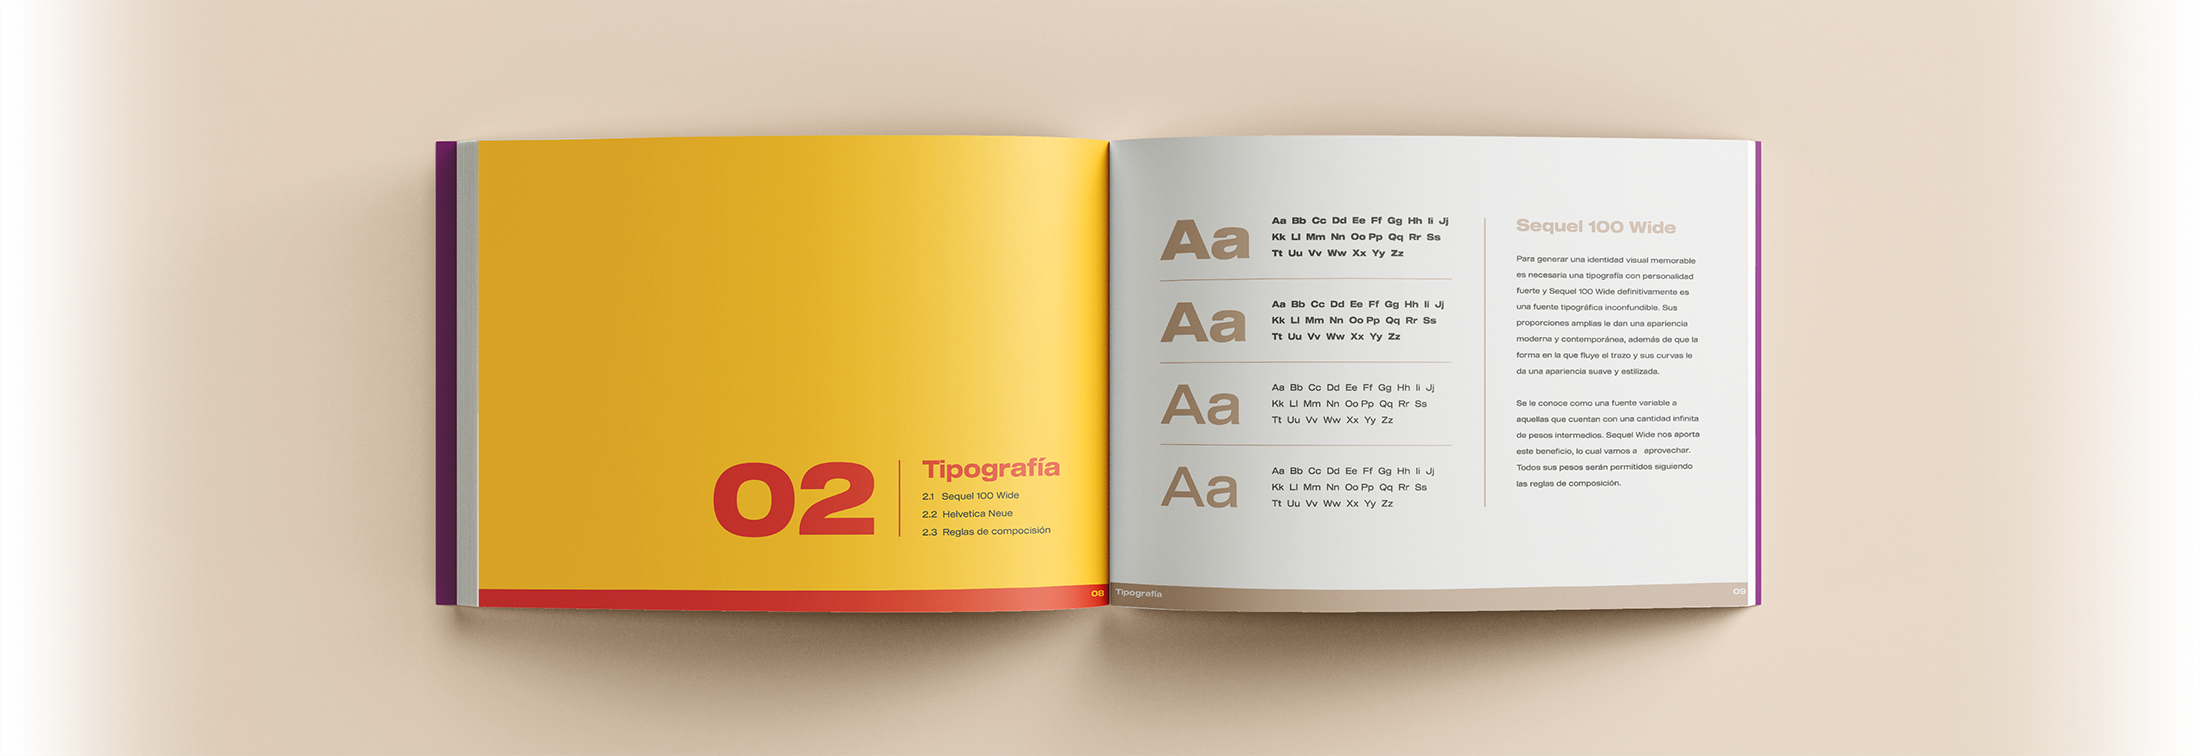 02
Tipografía
2.1 Sequel 100 Wide
2.2 Helvetica Neue
2.3 Reglas de compocisión
08
Aa
Aa Bb Cc Dd Ee Ff Gg Hh Ii Jj
Kk Ll Mm Nn Oo Pp Qq Rr Ss
Tt Uu Vv Ww Xx Yy Zz
Aa
Aa Bb Cc Dd Ee Ff Gg Hh Ii Jj
Kk Ll Mm Nn Oo Pp Qq Rr Ss
Tt Uu Vv Ww Xx Yy Zz
Aa
Aa Bb Cc Dd Ee Ff Gg Hh Ii Jj
Kk Ll Mm Nn Oo Pp Qq Rr Ss
Tt Uu Vv Ww Xx Yy Zz
Aa
Aa Bb Cc Dd Ee Ff Gg Hh Ii Jj
Kk Ll Mm Nn Oo Pp Qq Rr Ss
Tt Uu Vv Ww Xx Yy Zz
Sequel 100 Wide
Para generar una identidad visual memorable
es necesaria una tipografía con personalidad
fuerte y Sequel 100 Wide definitivamente es
una fuente tipográfica inconfundible. Sus
proporciones amplias le dan una apariencia
moderna y contemporánea, además de que la
forma en la que fluye el trazo y sus curvas le
da una apariencia suave y estilizada.
Se le conoce como una fuente variable a
aquellas que cuentan con una cantidad infinita
de pesos intermedios. Sequel Wide nos aporta
este beneficio, lo cual vamos a aprovechar.
Todos sus pesos serán permitidos siguiendo
las reglas de composición.
Tipografía
09